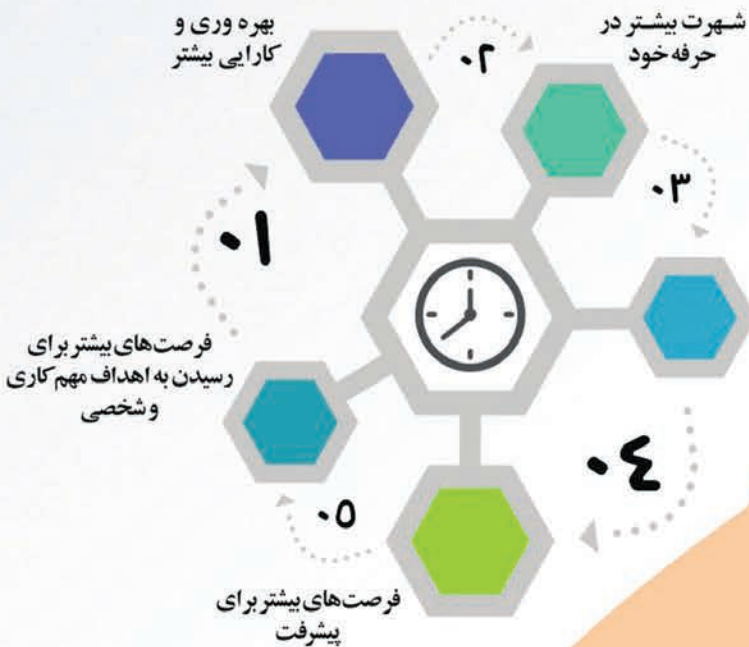 شهرت بیشتر در
حرفه خود
بهره وری و
کارایی بیشتر
۰۲
۰۳
۰۱
فرصت‌های بیشتر برای
رسیدن به اهداف مهم کاری
و شخصی
۰٤
۰۵
فرصت‌های بیشتر برای
پیشرفت